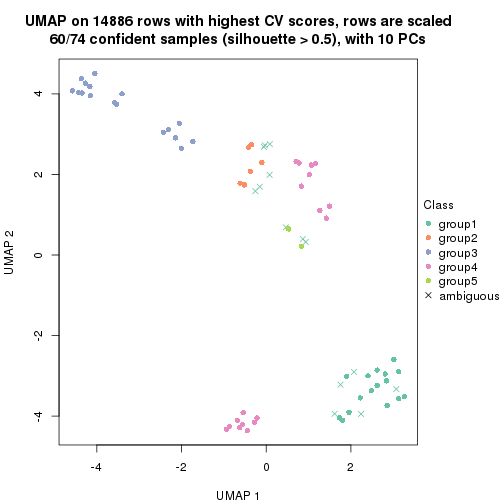 UMAP on 14886 rows with highest CV scores, rows are scaled
60/74 confident samples (silhouette > 0.5), with 10 PCs
4
2
0
-2
-4
UMAP 2
-4
-2
0
2
UMAP 1
Class
group1
group2
group3
group4
group5
ambiguous